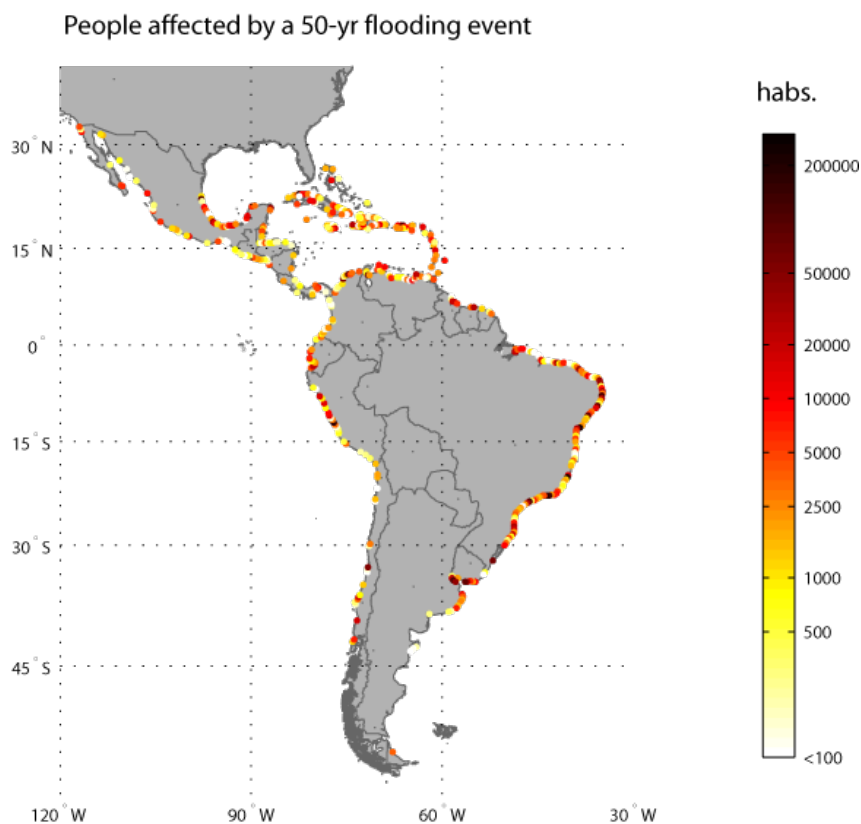 People affected by a 50-yr flooding event
habs.
30° N
15° N
0°
15° S
30° S
45° S
120° W
90° W
60° W
30° W
200000
50000
20000
10000
5000
2500
1000
500
<100